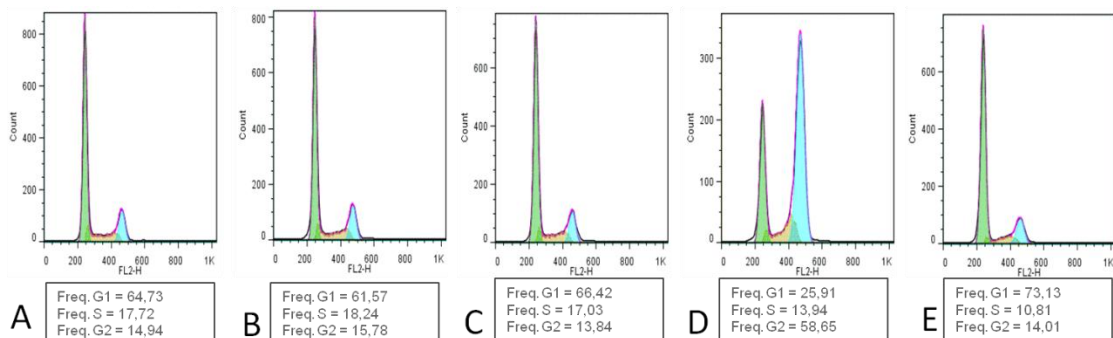 800
600
400
200
0
Count
0 200 400 600 800 1K
FL2-H
A
Freq. G1 = 64,73
Freq. S = 17,72
Freq. G2 = 14,94
800
600
400
200
0
Count
0 200 400 600 800 1K
FL2-H
B
Freq. G1 = 61,57
Freq. S = 18,24
Freq. G2 = 15,78
600
400
200
0
Count
0 200 400 600 800 1K
FL2-H
C
Freq. G1 = 66,42
Freq. S = 17,03
Freq. G2 = 13,84
300
200
100
0
Count
0 200 400 600 800 1K
FL2-H
D
Freq. G1 = 25,91
Freq. S = 13,94
Freq. G2 = 58,65
600
400
200
0
Count
0 200 400 600 800 1K
FL2-H
E
Freq. G1 = 73,13
Freq. S = 10,81
Freq. G2 = 14,01